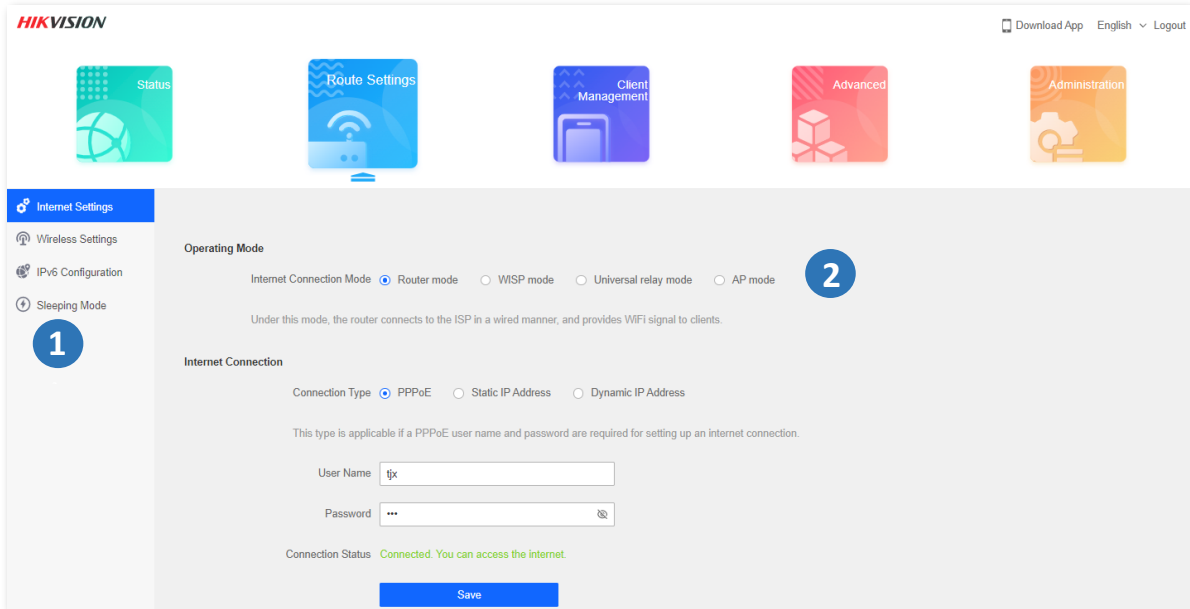 HIKVISION
Download App English Logout
Status
Route Settings
Client
Management
Advanced
Administration
Internet Settings
Wireless Settings
IPv6 Configuration
Sleeping Mode
1
Operating Mode
Internet Connection Mode Router mode WISP mode Universal relay mode AP mode
2
Under this mode, the router connects to the ISP in a wired manner, and provides WiFi signal to clients.
Internet Connection
Connection Type PPPoE Static IP Address Dynamic IP Address
This type is applicable if a PPPoE user name and password are required for setting up an internet connection.
User Name tjx
Password •••
Connection Status Connected. You can access the internet.
Save